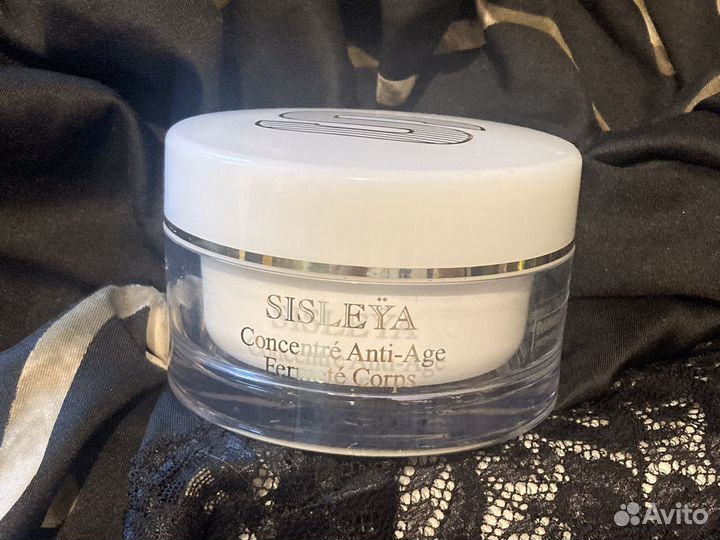 SISLEŸA
Concentré Anti-Age
Fermeté Corps
Avito